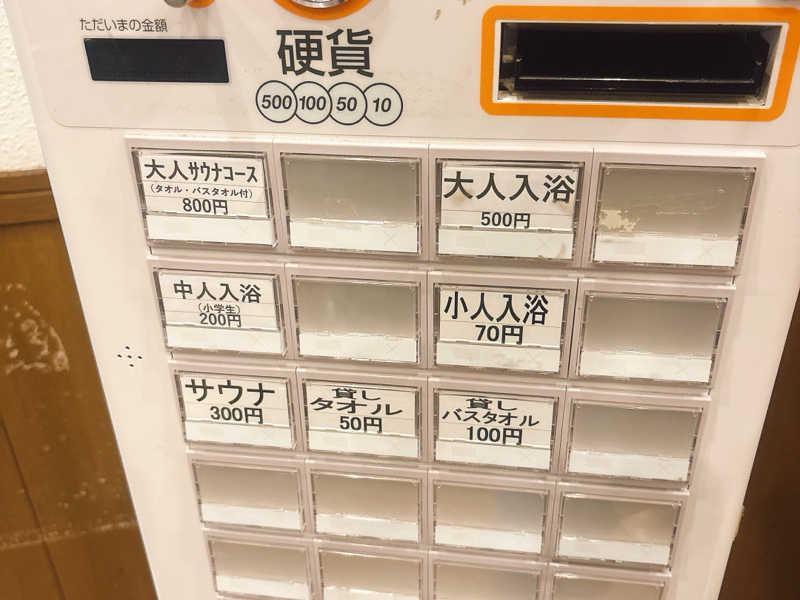 ただいまの金額
硬貨
500 100 50 10
大人サウナコース
(タオル・バスタオル付)
800円
大人入浴
500円
中人入浴
(小学生)
200円
小人入浴
70円
サウナ
300円
貸し
タオル
50円
貸し
バスタオル
100円